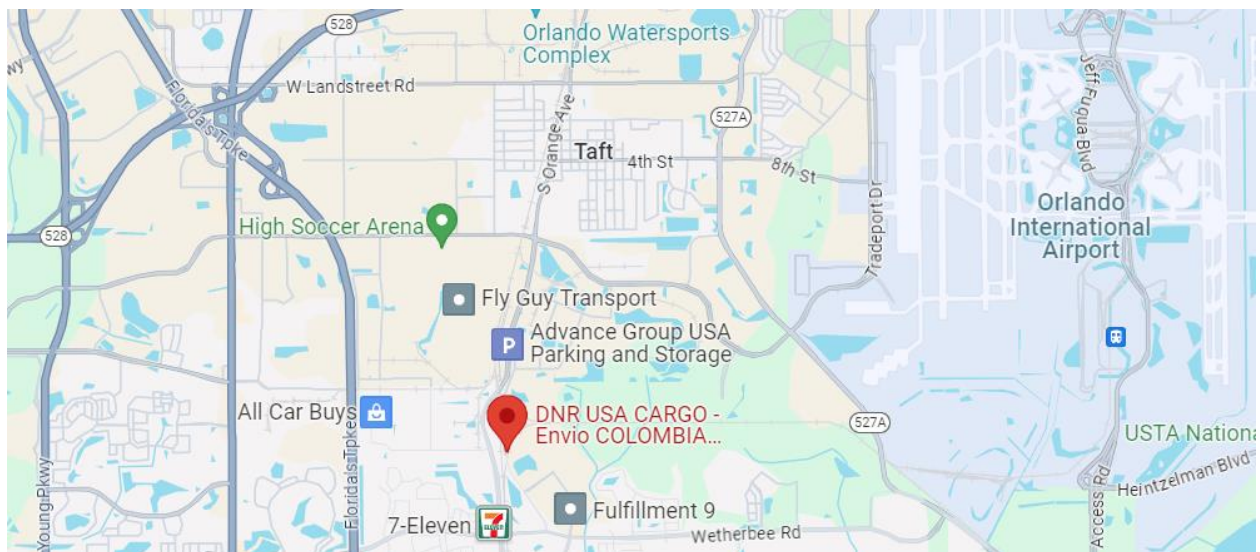 528
Orlando Watersports
Complex
W Landstreet Rd
Florida's Tpke
Jeff Fuqua Blvd
527A
S Orange Ave
Taft
4th St
8th St
Tradeport Dr
High Soccer Arena
528
Orlando
International
Airport
Fly Guy Transport
P
Advance Group USA
Parking and Storage
All Car Buys
DNR USA CARGO -
Envio COLOMBIA...
527A
USTA Nationa
Florida's Tpke
Young Pkwy
7-Eleven
7
Fulfillment 9
Wetherbee Rd
Access Rd
Heintzelman Blvd